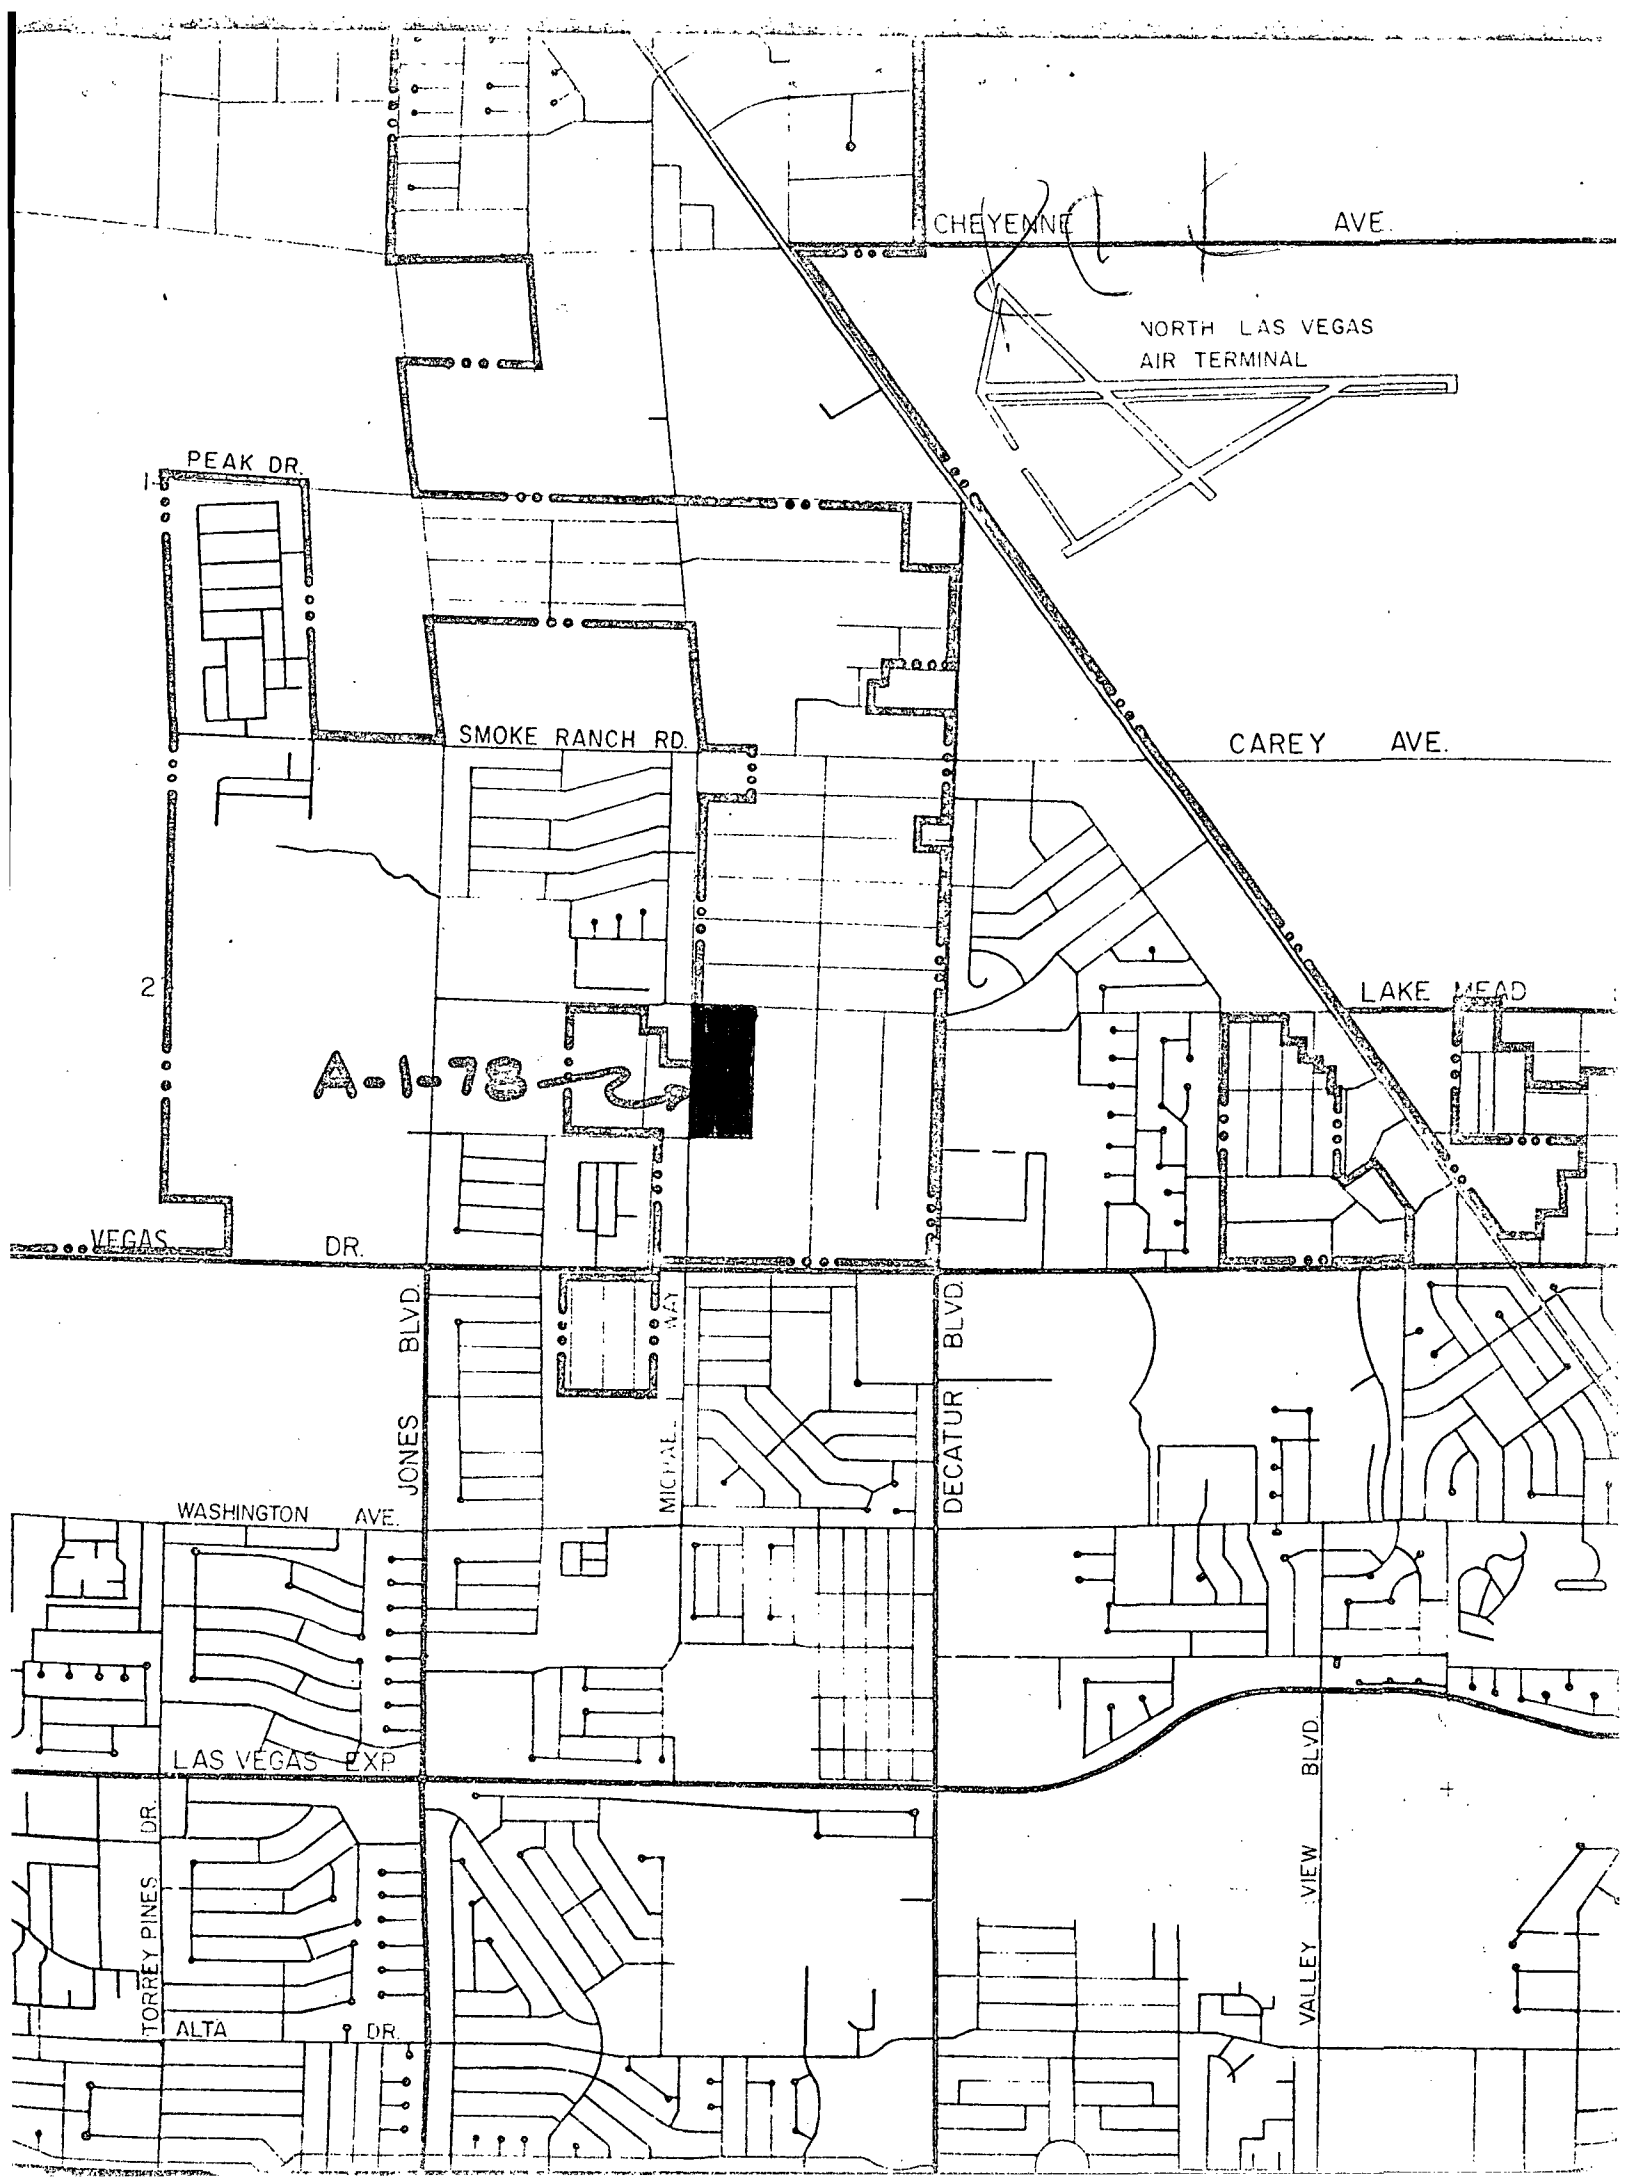 CHEYENNE AVE.
NORTH LAS VEGAS
AIR TERMINAL
PEAK DR.
1
SMOKE RANCH RD.
CAREY AVE.
2
LAKE MEAD
A-1-78
VEGAS DR.
JONES BLVD.
MICHAEL WAY
DECATUR BLVD.
WASHINGTON AVE.
LAS VEGAS EXP
TORREY PINES DR.
VALLEY VIEW BLVD.
ALTA DR.